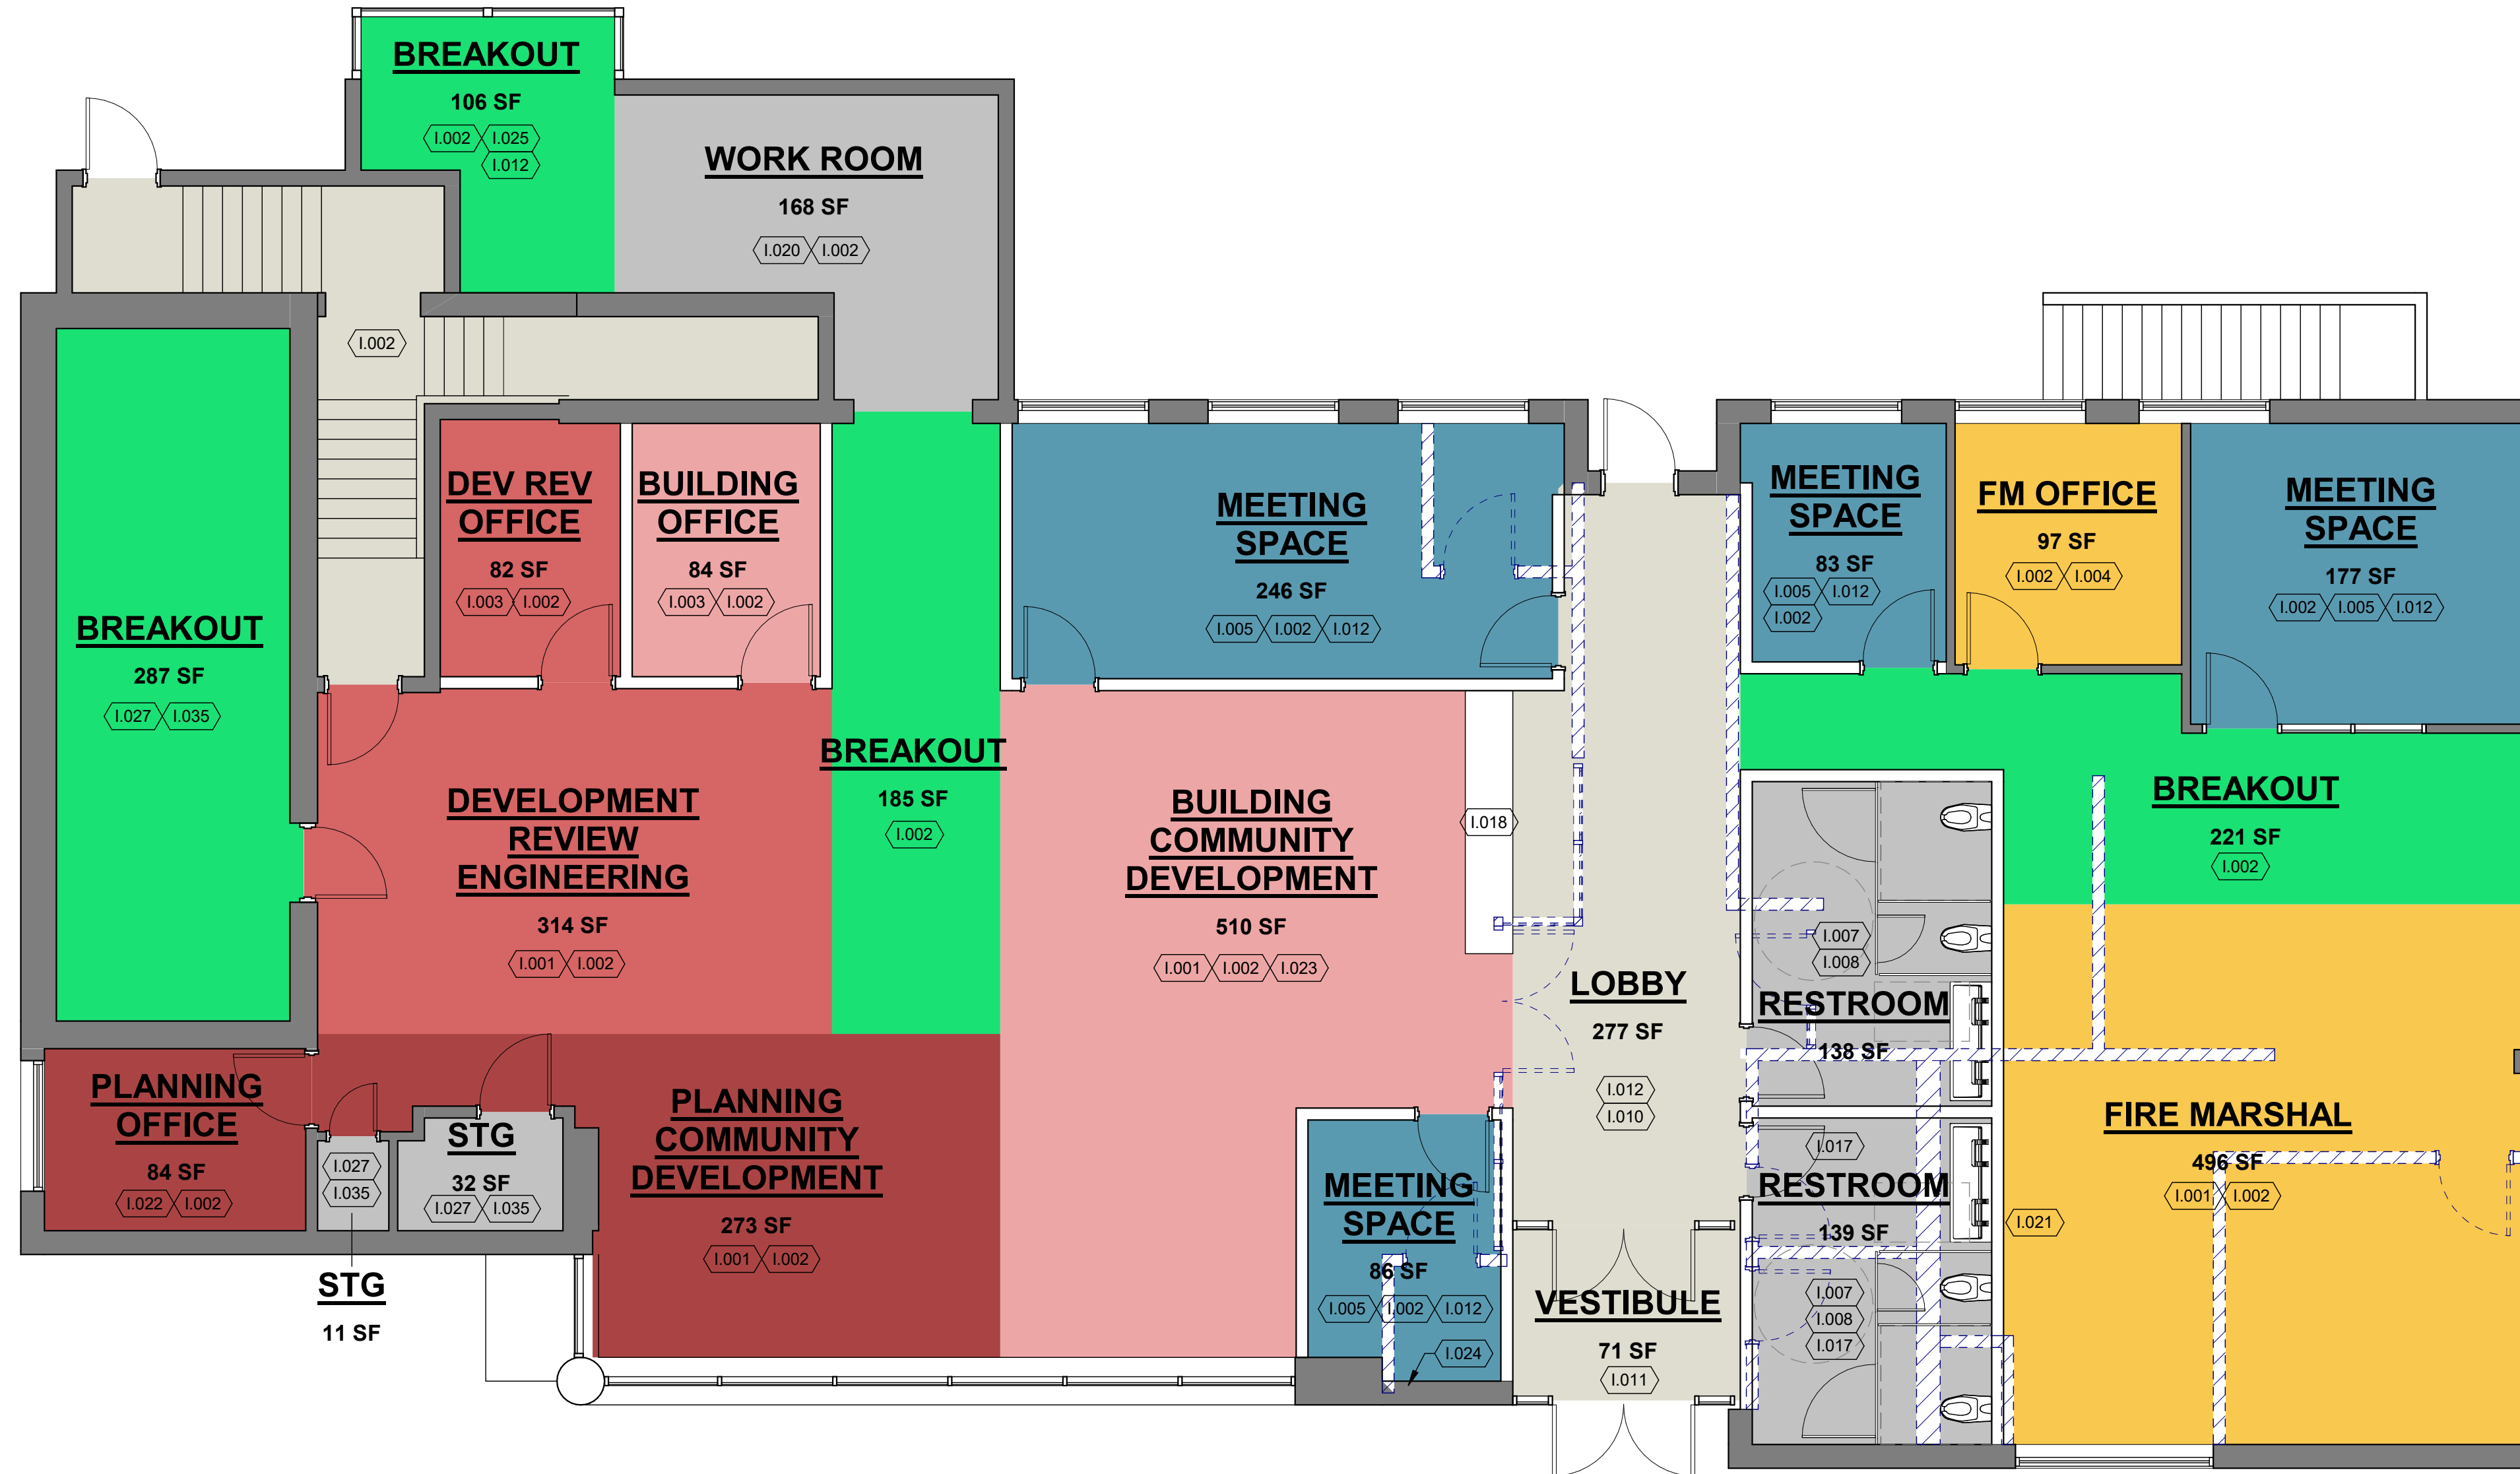 BREAKOUT
106 SF
I.002 I.025
I.012
WORK ROOM
168 SF
I.020 I.002
I.002
BREAKOUT
287 SF
I.027 I.035
DEV REV
OFFICE
82 SF
I.003 I.002
BUILDING
OFFICE
84 SF
I.003 I.002
MEETING
SPACE
246 SF
I.005 I.002 I.012
MEETING
SPACE
83 SF
I.005 I.012
I.002
FM OFFICE
97 SF
I.002 I.004
MEETING
SPACE
177 SF
I.002 I.005 I.012
DEVELOPMENT
REVIEW
ENGINEERING
314 SF
I.001 I.002
BREAKOUT
185 SF
I.002
BUILDING
COMMUNITY
DEVELOPMENT
510 SF
I.001 I.002 I.023
I.018
LOBBY
277 SF
I.012
I.010
I.007
I.008
RESTROOM
138 SF
BREAKOUT
221 SF
I.002
PLANNING
OFFICE
84 SF
I.022 I.002
I.027
I.035
STG
11 SF
STG
32 SF
I.027 I.035
PLANNING
COMMUNITY
DEVELOPMENT
273 SF
I.001 I.002
MEETING
SPACE
86 SF
I.005 I.002 I.012
I.024
VESTIBULE
71 SF
I.011
I.017
RESTROOM
139 SF
I.007
I.008
I.017
FIRE MARSHAL
496 SF
I.001 I.002
I.021